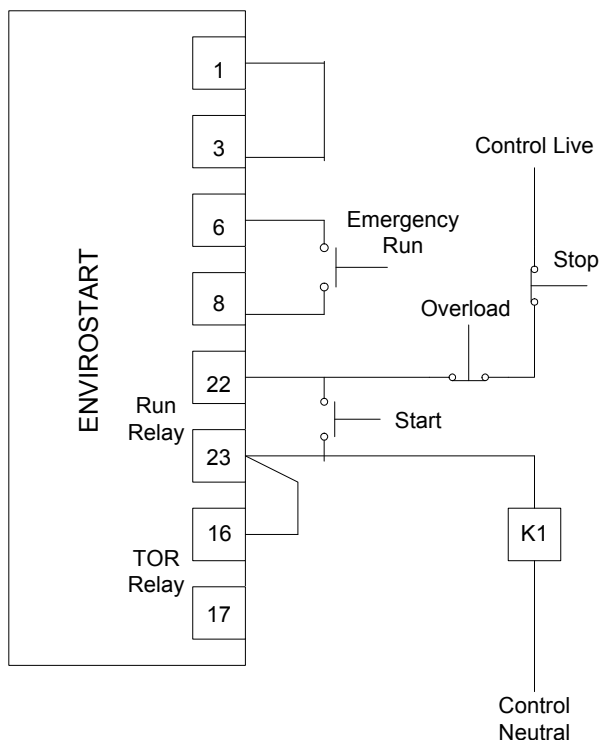 ENVIROSTART
1
3
6
8
22
Run
Relay
23
16
TOR
Relay
17
Emergency
Run
Control Live
Stop
Overload
Start
K1
Control
Neutral